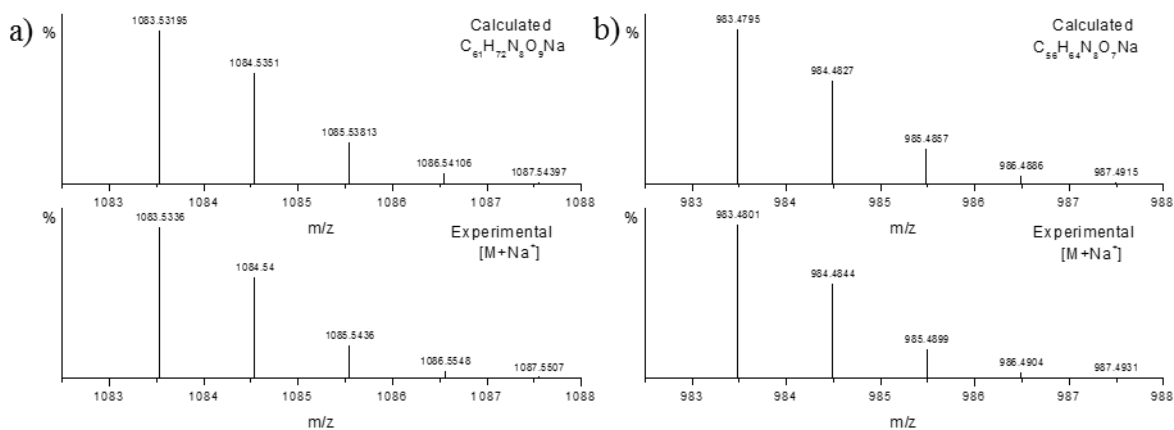 a)
%
1083.53195
Calculated
C61H72N8O9Na
1084.5351
1085.53813
1086.54106
1087.54397
1083 1084 1085 1086 1087 1088
m/z
%
1083.5336
Experimental
[M+Na+]
1084.54
1085.5436
1086.5548
1087.5507
1083 1084 1085 1086 1087 1088
m/z
b)
%
983.4795
Calculated
C56H64N8O7Na
984.4827
985.4857
986.4886
987.4915
983 984 985 986 987 988
m/z
%
983.4801
Experimental
[M+Na+]
984.4844
985.4899
986.4904
987.4931
983 984 985 986 987 988
m/z